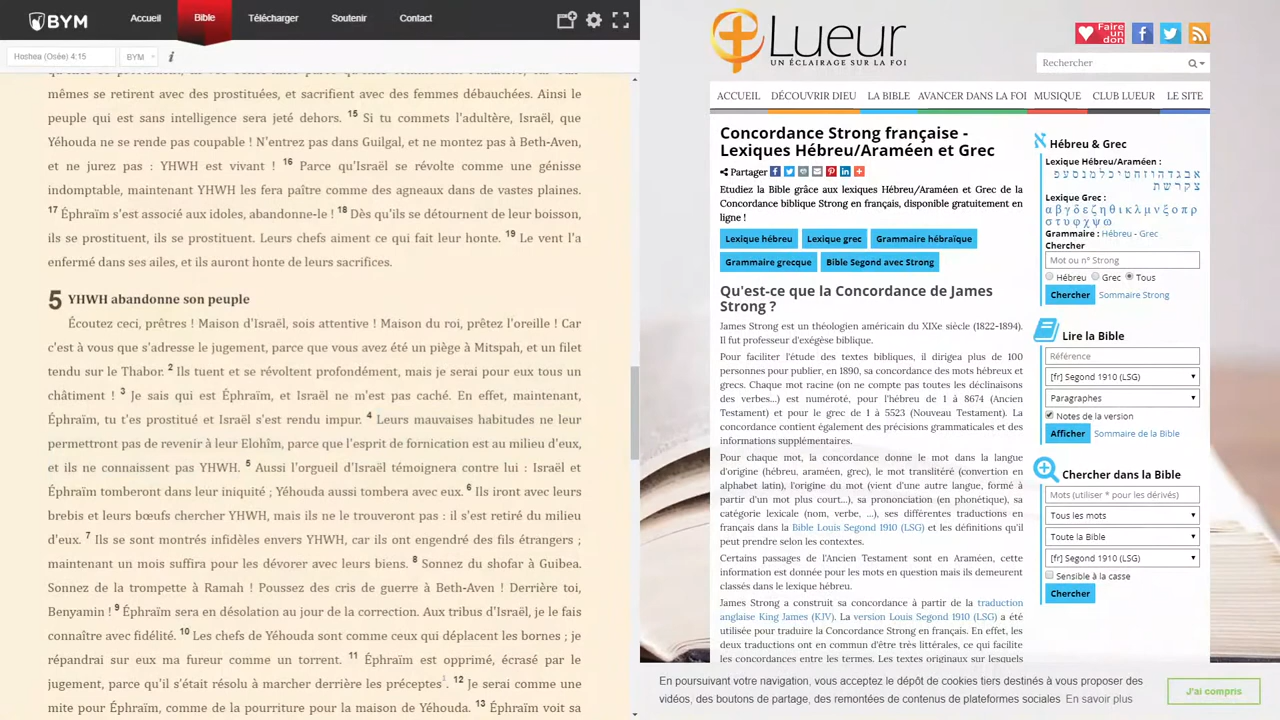 BYM
Accueil
Bible
Télécharger
Soutenir
Contact
Hoshea (Osée) 4:15
BYM
i
mêmes se retirent avec des prostituées, et sacrifient avec des femmes débauchées. Ainsi le
peuple qui est sans intelligence sera jeté dehors. 15 Si tu commets l'adultère, Israël, que
Yéhouda ne se rende pas coupable ! N'entrez pas dans Guilgal, et ne montez pas à Beth-Aven,
et ne jurez pas : YHWH est vivant ! 16 Parce qu'Israël se révolte comme une génisse
indomptable, maintenant YHWH les fera paître comme des agneaux dans de vastes plaines.
17 Éphraïm s'est associé aux idoles, abandonne-le ! 18 Dès qu'ils se détournent de leur boisson,
ils se prostituent, ils se prostituent. Leurs chefs aiment ce qui fait leur honte. 19 Le vent l'a
enfermé dans ses ailes, et ils auront honte de leurs sacrifices.
5 YHWH abandonne son peuple
Écoutez ceci, prêtres ! Maison d'Israël, sois attentive ! Maison du roi, prêtez l'oreille ! Car
c'est à vous que s'adresse le jugement, parce que vous avez été un piège à Mitspah, et un filet
tendu sur le Thabor. 2 Ils tuent et se révoltent profondément, mais je serai pour eux tous un
châtiment ! 3 Je sais qui est Éphraïm, et Israël ne m'est pas caché. En effet, maintenant,
Éphraïm, tu t'es prostitué et Israël s'est rendu impur. 4 Leurs mauvaises habitudes ne leur
permettront pas de revenir à leur Elohîm, parce que l'esprit de fornication est au milieu d'eux,
et ils ne connaissent pas YHWH. 5 Aussi l'orgueil d'Israël témoignera contre lui : Israël et
Éphraïm tomberont dans leur iniquité ; Yéhouda aussi tombera avec eux. 6 Ils iront avec leurs
brebis et leurs bœufs chercher YHWH, mais ils ne le trouveront pas : il s'est retiré du milieu
d'eux. 7 Ils se sont montrés infidèles envers YHWH, car ils ont engendré des fils étrangers ;
maintenant un mois suffira pour les dévorer avec leurs biens. 8 Sonnez du shofar à Guibea.
Sonnez de la trompette à Ramah ! Poussez des cris de guerre à Beth-Aven ! Derrière toi,
Benyamin ! 9 Éphraïm sera en désolation au jour de la correction. Aux tribus d'Israël, je le fais
connaître avec fidélité. 10 Les chefs de Yéhouda sont comme ceux qui déplacent les bornes ; je
répandrai sur eux ma fureur comme un torrent. 11 Éphraïm est opprimé, écrasé par le
jugement, parce qu'il s'était résolu à marcher derrière les préceptes1. 12 Je serai comme une
mite pour Éphraïm, comme de la pourriture pour la maison de Yéhouda. 13 Éphraïm voit sa
Lueur
UN ÉCLAIRAGE SUR LA FOI
Faire un don
Rechercher
ACCUEIL
DÉCOUVRIR DIEU
LA BIBLE
AVANCER DANS LA FOI
MUSIQUE
CLUB LUEUR
LE SITE
Concordance Strong française -
Lexiques Hébreu/Araméen et Grec
Partager
Etudiez la Bible grâce aux lexiques Hébreu/Araméen et Grec de la
Concordance biblique Strong en français, disponible gratuitement en
ligne !
Lexique hébreu
Lexique grec
Grammaire hébraïque
Grammaire grecque
Bible Segond avec Strong
Qu'est-ce que la Concordance de James
Strong ?
James Strong est un théologien américain du XIXe siècle (1822-1894).
Il fut professeur d'exégèse biblique.
Pour faciliter l'étude des textes bibliques, il dirigea plus de 100
personnes pour publier, en 1890, sa concordance des mots hébreux et
grecs. Chaque mot racine (on ne compte pas toutes les déclinaisons
des verbes...) est numéroté, pour l'hébreu de 1 à 8674 (Ancien
Testament) et pour le grec de 1 à 5523 (Nouveau Testament). La
concordance contient également des précisions grammaticales et des
informations supplémentaires.
Pour chaque mot, la concordance donne le mot dans la langue
d'origine (hébreu, araméen, grec), le mot translitéré (convertion en
alphabet latin), l'origine du mot (vient d'une autre langue, formé à
partir d'un mot plus court...), sa prononciation (en phonétique), sa
catégorie lexicale (nom, verbe, ...), ses différentes traductions en
français dans la Bible Louis Segond 1910 (LSG) et les définitions qu'il
peut prendre selon les contextes.
Certains passages de l'Ancien Testament sont en Araméen, cette
information est donnée pour les mots en question mais ils demeurent
classés dans le lexique hébreu.
James Strong a construit sa concordance à partir de la traduction
anglaise King James (KJV). La version Louis Segond 1910 (LSG) a été
utilisée pour traduire la Concordance Strong en français. En effet, les
deux traductions ont en commun d'être très littéraires, ce qui facilite
les concordances entre les termes. Les textes originaux sur lesquels
Hébreu & Grec
Lexique Hébreu/Araméen :
א ב ג ד ה ו ז ח ט י כ ל מ נ ס ע פ
צ ק ר ש ת
Lexique Grec :
α β γ δ ε ζ η θ ι κ λ μ ν ξ ο π ρ
σ τ υ φ χ ψ ω
Grammaire : Hébreu - Grec
Chercher
Mot ou n° Strong
Hébreu Grec Tous
Chercher
Sommaire Strong
Lire la Bible
Référence
[fr] Segond 1910 (LSG)
Paragraphes
Notes de la version
Afficher
Sommaire de la Bible
Chercher dans la Bible
Mots (utiliser * pour les dérivés)
Tous les mots
Toute la Bible
[fr] Segond 1910 (LSG)
Sensible à la casse
Chercher
En poursuivant votre navigation, vous acceptez le dépôt de cookies tiers destinés à vous proposer des
vidéos, des boutons de partage, des remontées de contenus de plateformes sociales En savoir plus
J'ai compris